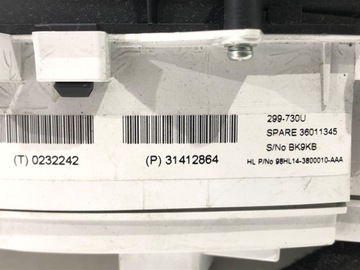 299-730U
SPARE 36011345
S/No BK9KB
HL P/No 98HL14-3800010-AAA
(T) 0232242
(P) 31412864